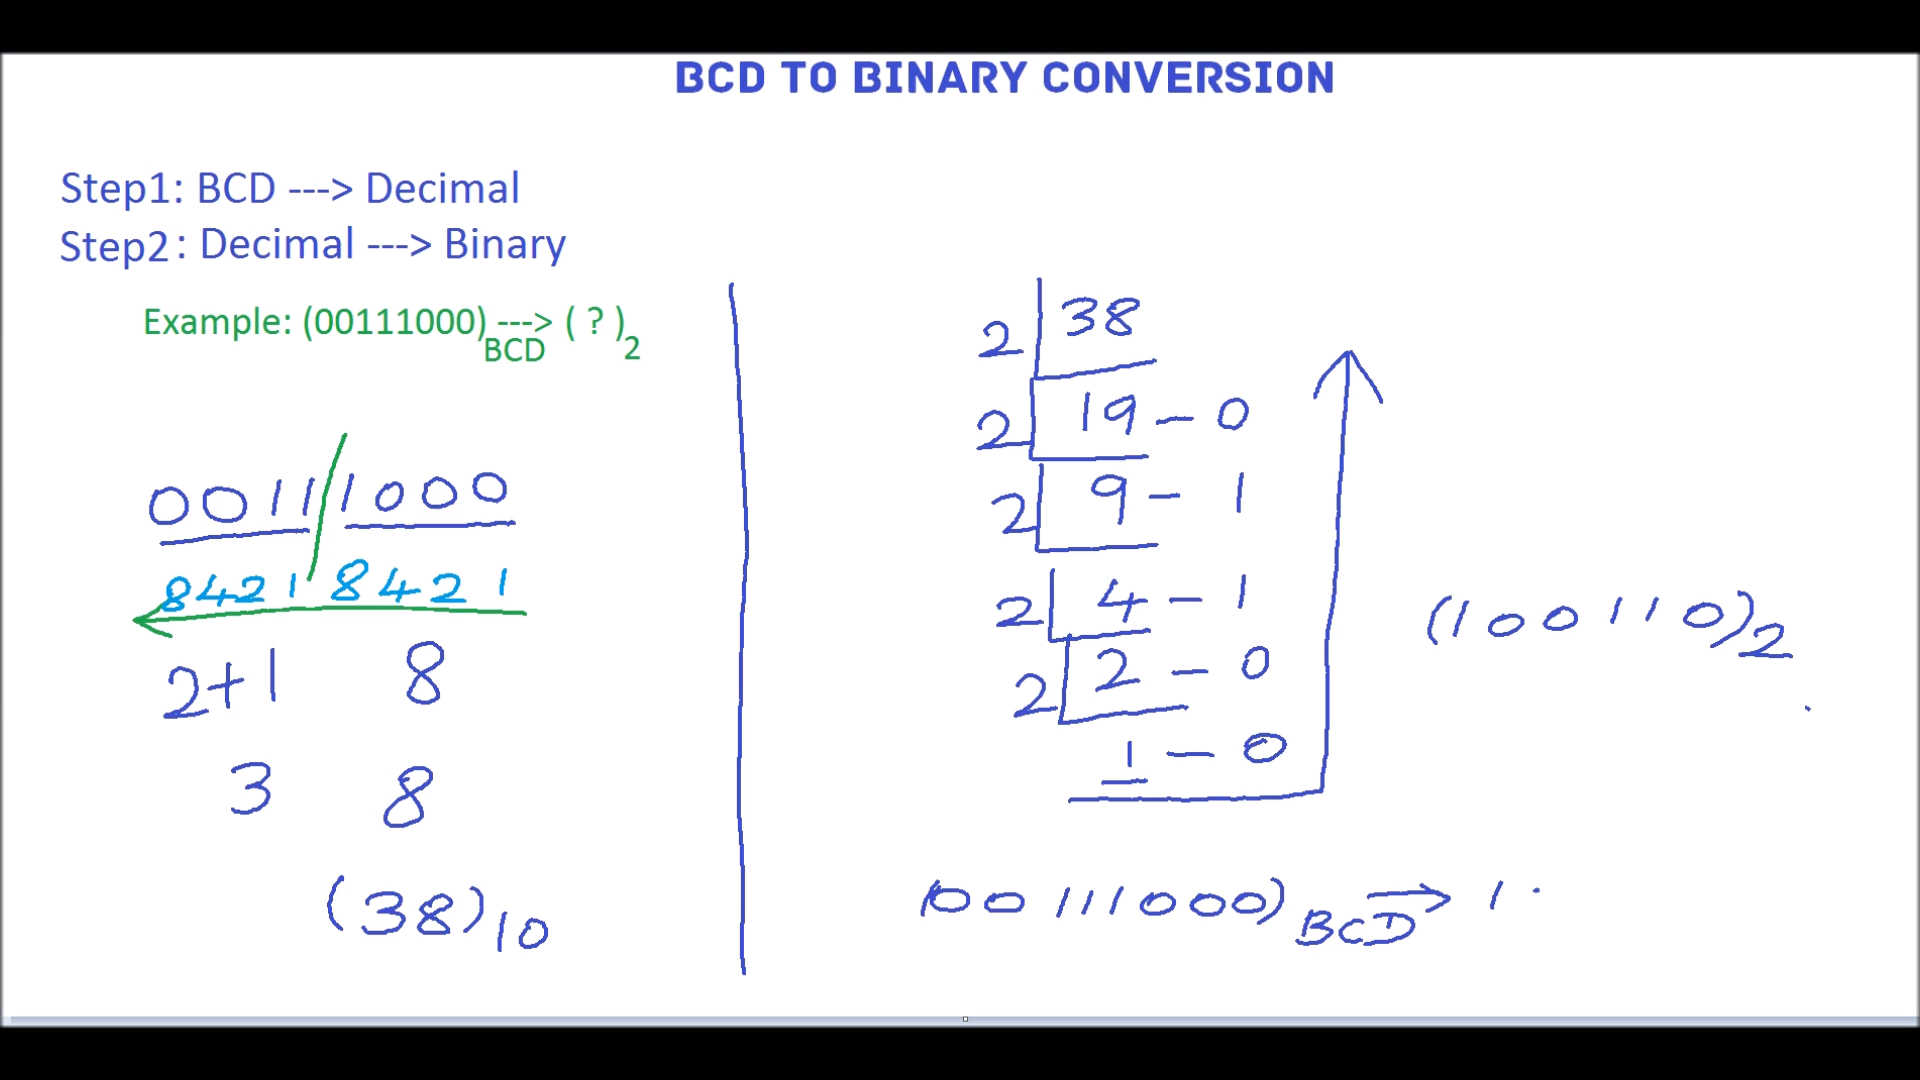 BCD TO BINARY CONVERSION
Step1: BCD ---> Decimal
Step2: Decimal ---> Binary
Example: (00111000)BCD ---> ( ? )2
0011/1000
8421 8421
2+1 8
3 8
(38)10
2 38
2 19 - 0
2 9 - 1
2 4 - 1
2 2 - 0
1 - 0
(100110)2
(00111000)BCD → 1